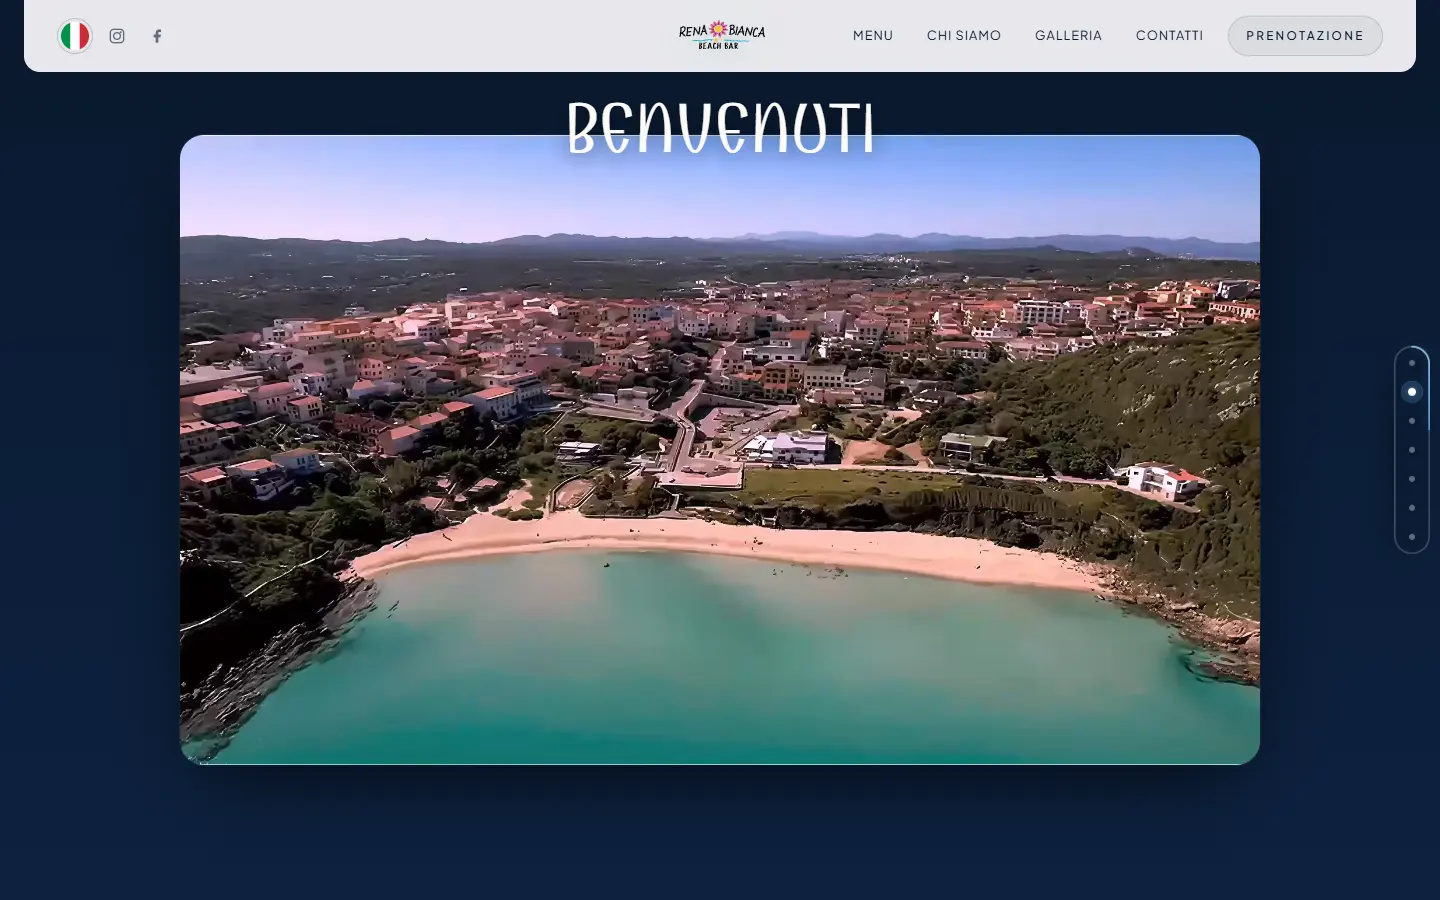 RENA BIANCA
BEACH BAR
MENU
CHI SIAMO
GALLERIA
CONTATTI
PRENOTAZIONE
BENVENUTI